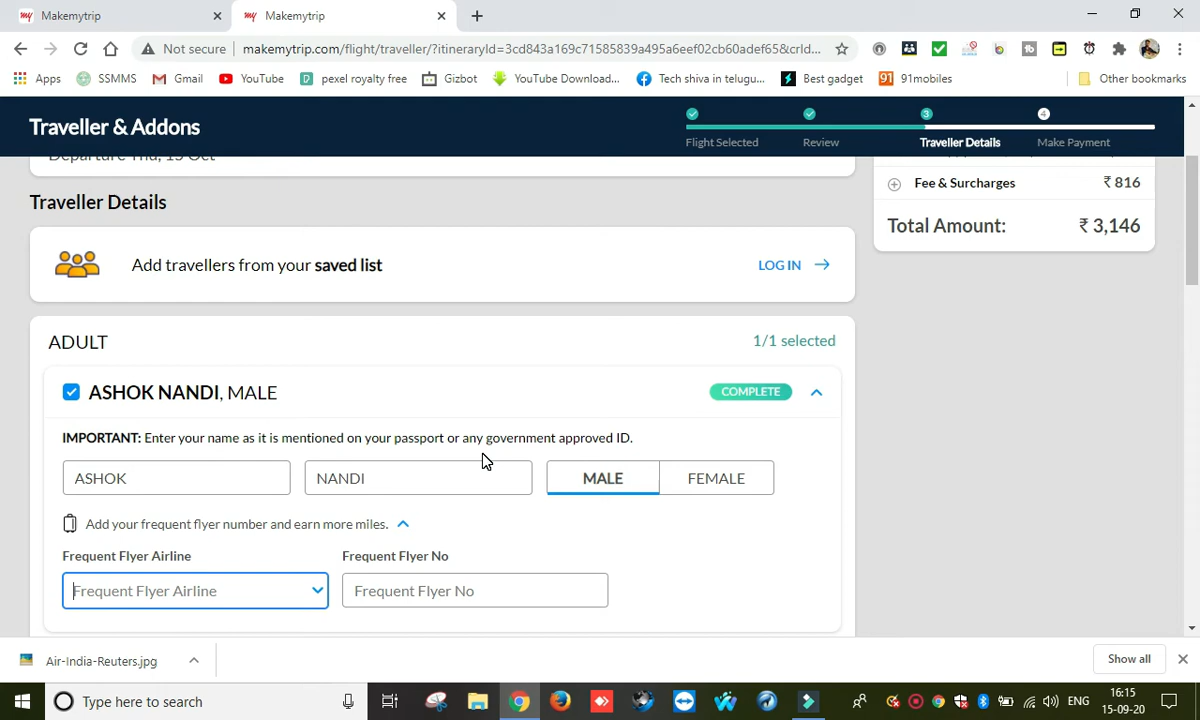 Makemytrip
Makemytrip
Not secure
makemytrip.com/flight/traveller/?itineraryId=3cd843a169c71585839a495a6eef02cb60adef65&crId...
Apps
SSMMS
Gmail
YouTube
pexel royalty free
Gizbot
YouTube Download...
Tech shiva in telugu...
Best gadget
91mobiles
Other bookmarks
Traveller & Addons
3
4
Flight Selected
Review
Traveller Details
Make Payment
Departure Thu, 15 Oct
Fee & Surcharges
₹ 816
Total Amount:
₹ 3,146
Traveller Details
Add travellers from your saved list
LOG IN
ADULT
1/1 selected
ASHOK NANDI, MALE
COMPLETE
IMPORTANT: Enter your name as it is mentioned on your passport or any government approved ID.
ASHOK
NANDI
MALE
FEMALE
Add your frequent flyer number and earn more miles.
Frequent Flyer Airline
Frequent Flyer No
Frequent Flyer Airline
Frequent Flyer No
Air-India-Reuters.jpg
Show all
Type here to search
ENG
16:15
15-09-20